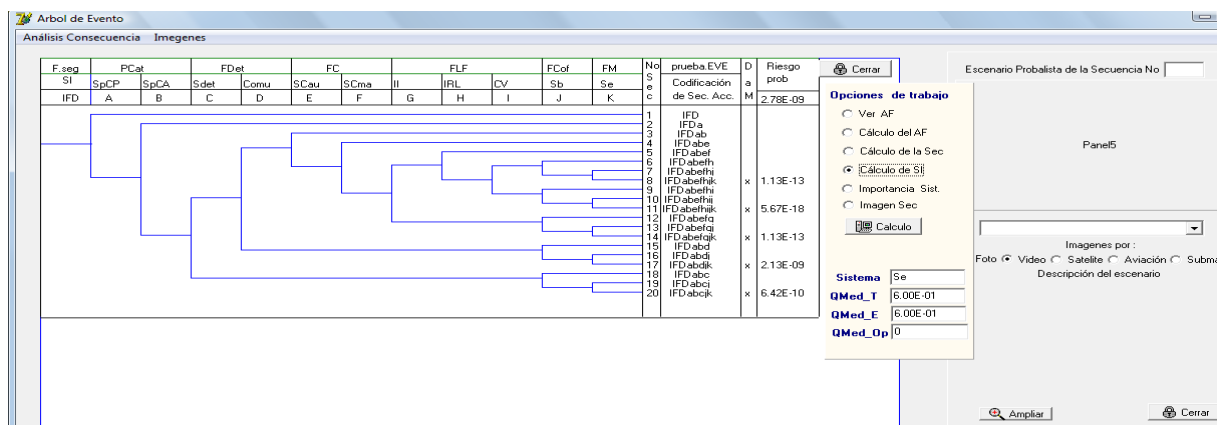 Arbol de Evento
Análisis Consecuencia Imegenes
F.seg PCat FDet FC FLF FCof FM No prueba.EVE D Riesgo
SI SpCP SpCA Sdet Comu SCau SCma II IRL CV Sb Se S e c Codificación a prob
IFD A B C D E F G H I J K de Sec. Acc. M 2.78E-09
1 IFD
2 IFDa
3 IFDab
4 IFDabe
5 IFDabef
6 IFDabefh
7 IFDabefhj
8 IFDabefhjk x 1.13E-13
9 IFDabefhi
10 IFDabefhij
11 IFDabefhijk x 5.67E-18
12 IFDabefg
13 IFDabefgj
14 IFDabefgjk x 1.13E-13
15 IFDabd
16 IFDabdj
17 IFDabdjk x 2.13E-09
18 IFDabc
19 IFDabcj
20 IFDabcjk x 6.42E-10
Cerrar
Opciones de trabajo
Ver AF
Cálculo del AF
Cálculo de la Sec
Cálculo de SI
Importancia Sist.
Imagen Sec
Calculo
Sistema Se
QMed_T 6.00E-01
QMed_E 6.00E-01
QMed_Op 0
Escenario Probalista de la Secuencia No
Panel5
Imagenes por :
Foto Video Satelite Aviación Subma
Descripción del escenario
Ampliar Cerrar